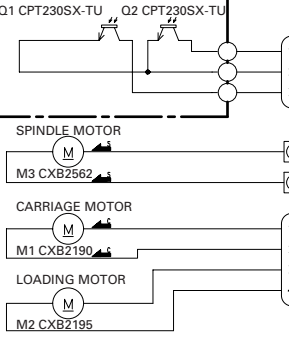 Q1 CPT230SX-TU Q2 CPT230SX-TU
SPINDLE MOTOR
M
S
M3 CXB2562
S
CARRIAGE MOTOR
M
C
M1 CXB2190
C
LOADING MOTOR
M
M2 CXB2195